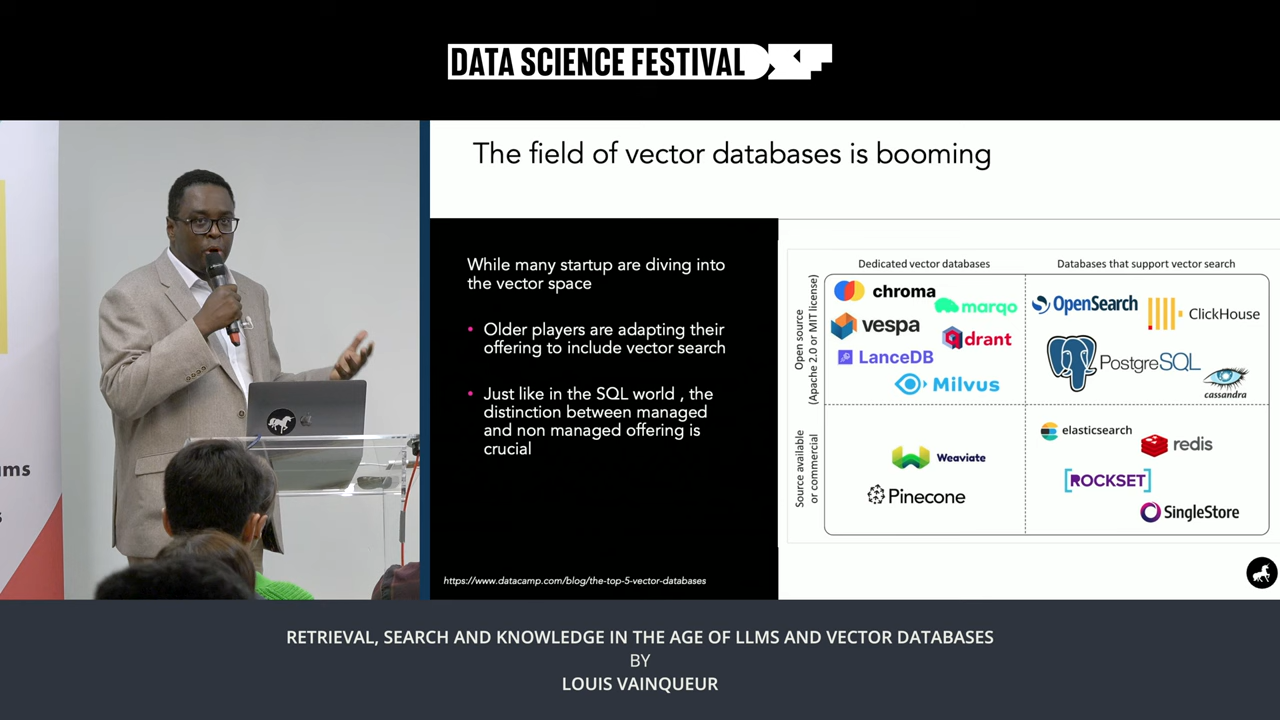 DATA SCIENCE FESTIVAL DSF
The field of vector databases is booming
While many startup are diving into
the vector space
• Older players are adapting their
offering to include vector search
• Just like in the SQL world , the
distinction between managed
and non managed offering is
crucial
https://www.datacamp.com/blog/the-top-5-vector-databases
Dedicated vector databases
Databases that support vector search
Open source
(Apache 2.0 or MIT license)
chroma
marqo
vespa
qdrant
LanceDB
Milvus
OpenSearch
ClickHouse
PostgreSQL
cassandra
Source available
or commercial
Weaviate
Pinecone
elasticsearch
redis
[ROCKSET]
SingleStore
ums
s
RETRIEVAL, SEARCH AND KNOWLEDGE IN THE AGE OF LLMS AND VECTOR DATABASES
BY
LOUIS VAINQUEUR